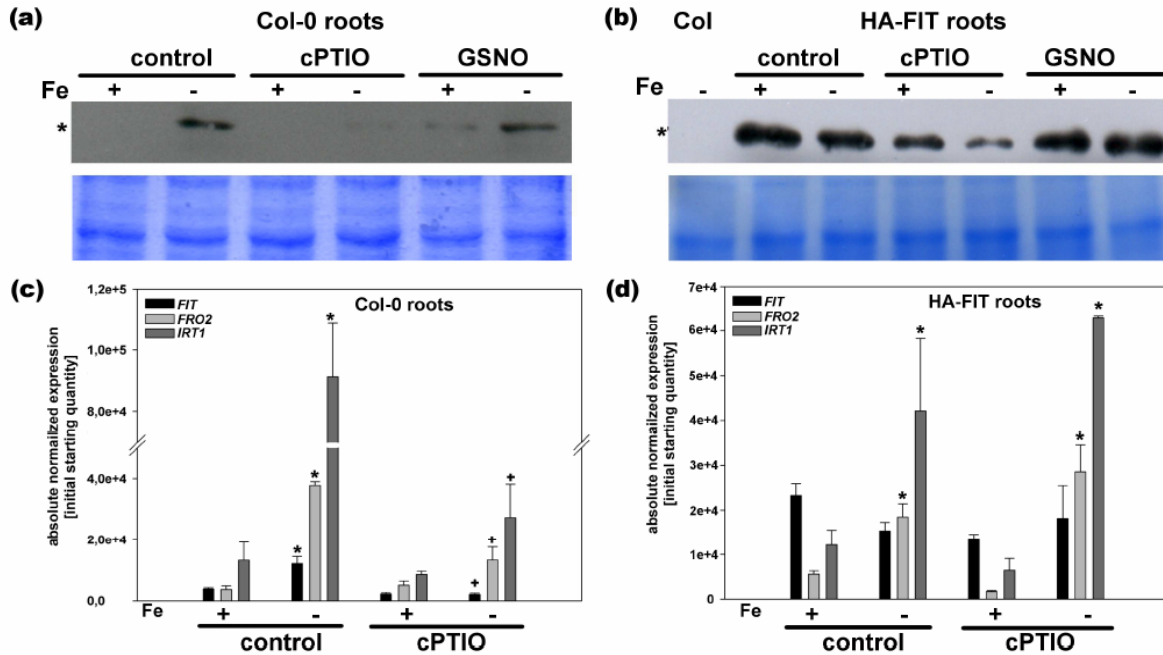 (a)
Col-0 roots
control cPTIO GSNO
Fe + - + - + -
*
(b)
Col HA-FIT roots
control cPTIO GSNO
Fe - + - + - + -
*
(c)
Col-0 roots
FIT
FRO2
IRT1
absolute normailzed expression
[initial starting quantity]
1,2e+5
1,0e+5
8,0e+4
4,0e+4
2,0e+4
0,0
* * *
+ + +
Fe + - + -
control cPTIO
(d)
HA-FIT roots
FIT
FRO2
IRT1
absolute normailzed expression
[initial starting quantity]
7e+4
6e+4
5e+4
4e+4
3e+4
2e+4
1e+4
0
* *
* *
Fe + - + -
control cPTIO